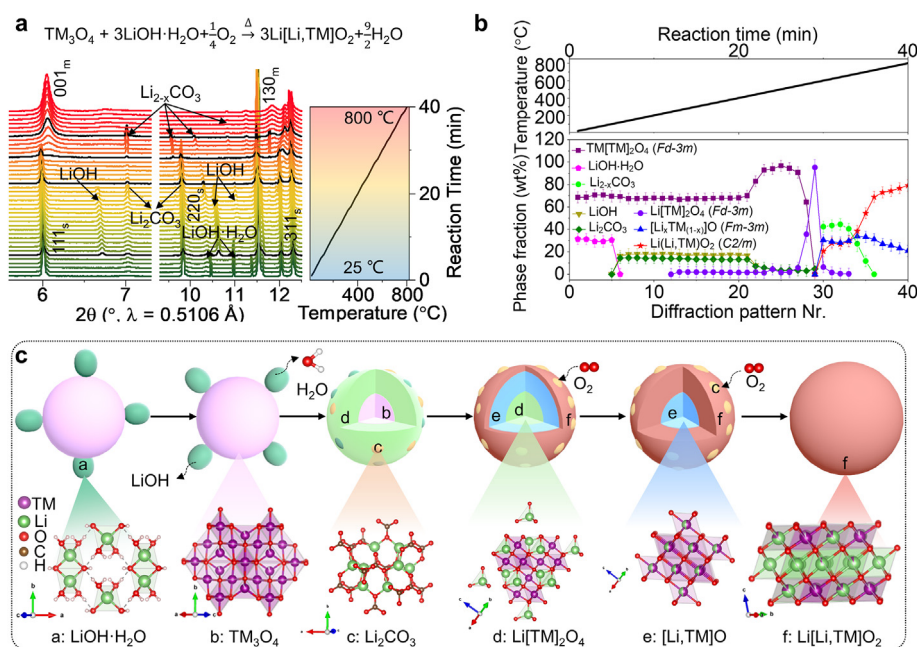 a
TM₃O₄ + 3LiOH·H₂O+¼O₂ →Δ 3Li[Li,TM]O₂+9/2H₂O
001ₘ
Li₂₋ₓCO₃
130ₘ
LiOH
LiOH
Li₂CO₃
220ₛ
LiOH·H₂O
111ₛ
311ₛ
6 7 10 11 12
2θ (°, λ = 0.5106 Å)
800 ℃
25 ℃
40
20
0
Reaction Time (min)
0 400 800
Temperature (°C)
b
Reaction time (min)
0 20 40
Temperature (°C)
800
600
400
200
Phase fraction (wt%)
120
100
80
60
40
20
0
TM[TM]₂O₄ (Fd-3m)
LiOH·H₂O
Li₂₋ₓCO₃
LiOH
Li[TM]₂O₄ (Fd-3m)
Li₂CO₃
[LiₓTM₍₁₋ₓ₎]O (Fm-3m)
Li(Li,TM)O₂ (C2/m)
0 10 20 30 40
Diffraction pattern Nr.
c
H₂O
LiOH
O₂
O₂
a
d
b
c
e
d
f
e
c
f
f
TM
Li
O
C
H
a: LiOH·H₂O
b: TM₃O₄
c: Li₂CO₃
d: Li[TM]₂O₄
e: [Li,TM]O
f: Li[Li,TM]O₂